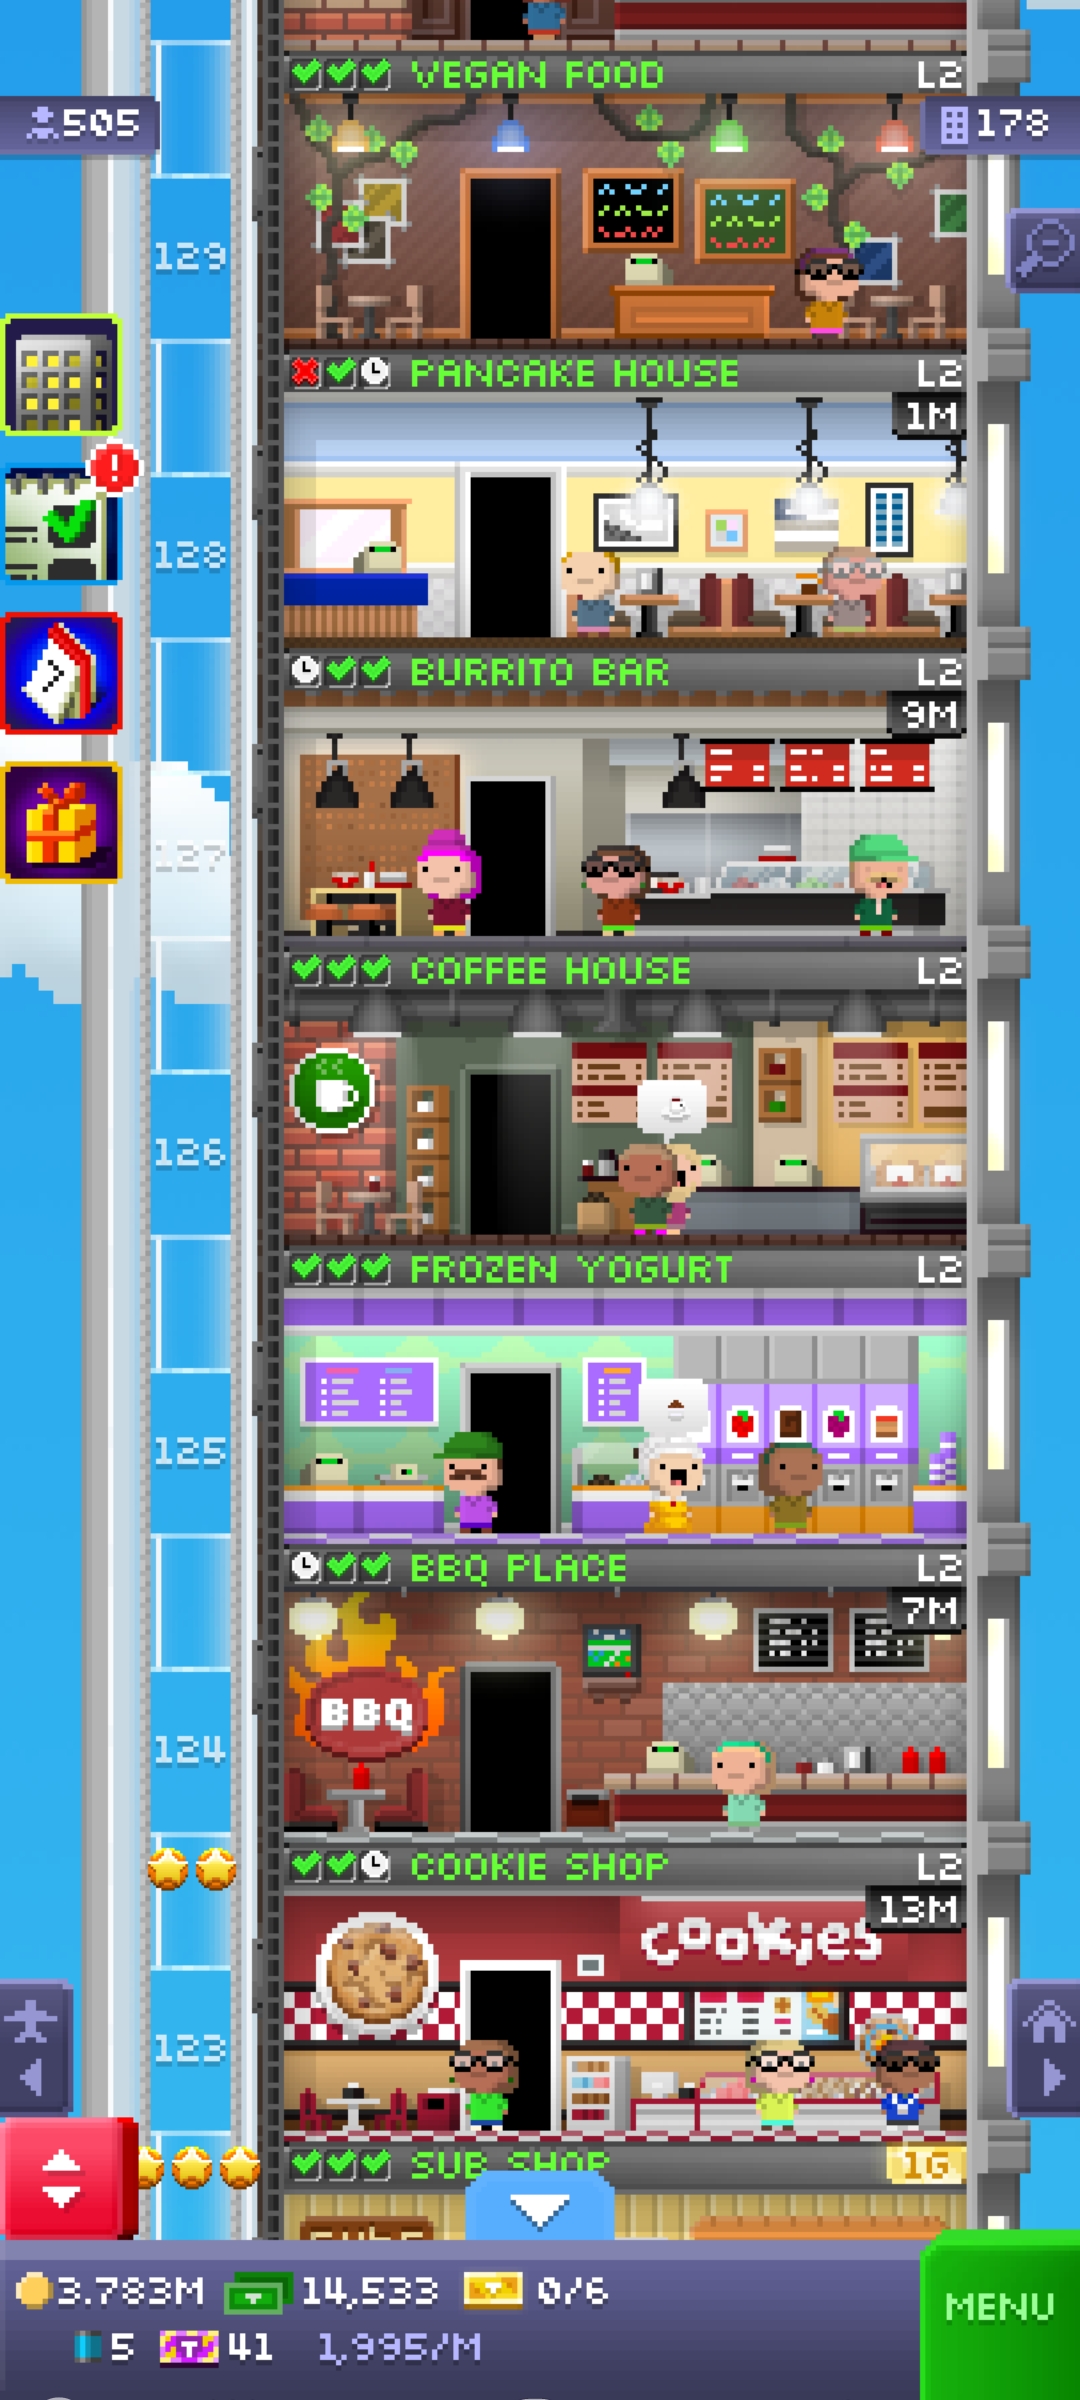 VEGAN FOOD L2
505
178
129
PANCAKE HOUSE L2
1M
128
BURRITO BAR L2
9M
127
COFFEE HOUSE L2
126
FROZEN YOGURT L2
125
BBQ PLACE L2
7M
BBQ
124
COOKIE SHOP L2
13M
cookies
123
SUB SHOP 1G
3.783M 14,533 0/6
MENU
5 T 41 1,995/M